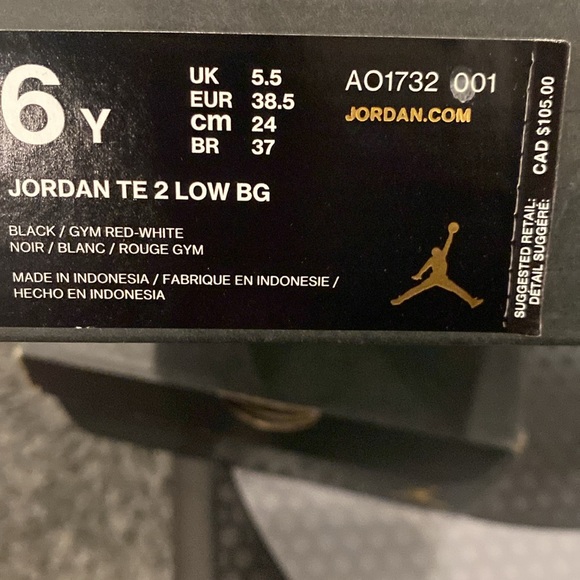 6 Y
UK 5.5
EUR 38.5
cm 24
BR 37
AO1732 001
JORDAN.COM
JORDAN TE 2 LOW BG
BLACK / GYM RED-WHITE
NOIR / BLANC / ROUGE GYM
MADE IN INDONESIA / FABRIQUE EN INDONESIE /
HECHO EN INDONESIA
SUGGESTED RETAIL:
DÉTAIL SUGGÉRÉ:
CAD $105.00